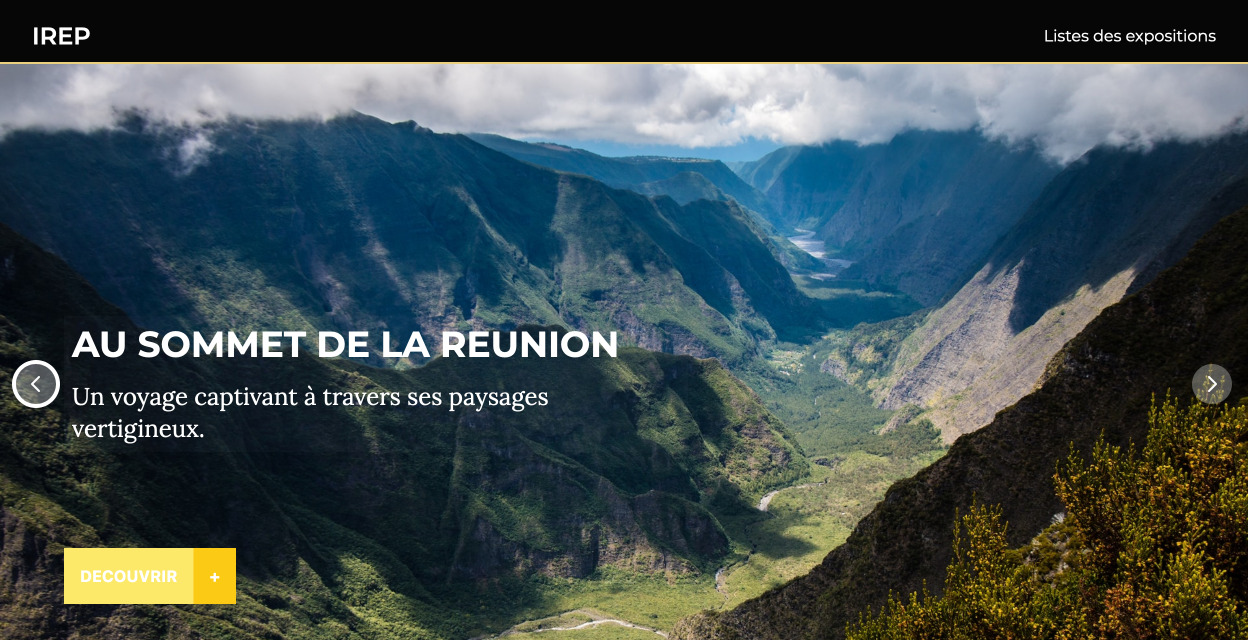 IREP
Listes des expositions
AU SOMMET DE LA REUNION
Un voyage captivant à travers ses paysages
vertigineux.
DECOUVRIR +